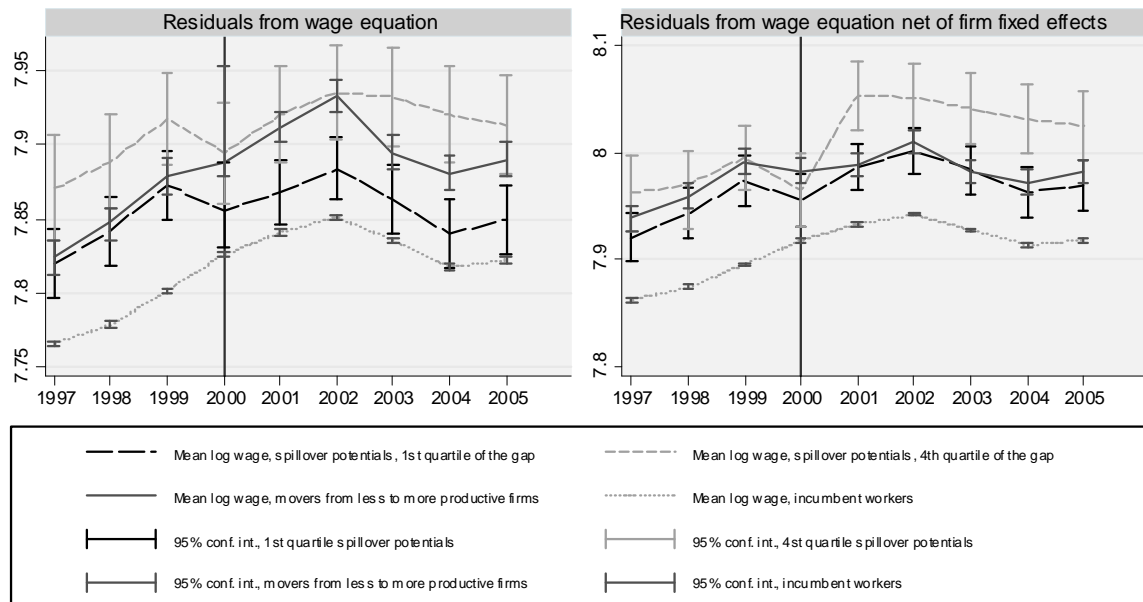 Residuals from wage equation
7.95
7.9
7.85
7.8
7.75
1997 1998 1999 2000 2001 2002 2003 2004 2005
Residuals from wage equation net of firm fixed effects
8.1
8
7.9
7.8
1997 1998 1999 2000 2001 2002 2003 2004 2005
Mean log wage, spillover potentials, 1st quartile of the gap
Mean log wage, spillover potentials, 4th quartile of the gap
Mean log wage, movers from less to more productive firms
Mean log wage, incumbent workers
95% conf. int., 1st quartile spillover potentials
95% conf. int., 4st quartile spillover potentials
95% conf. int., movers from less to more productive firms
95% conf. int., incumbent workers